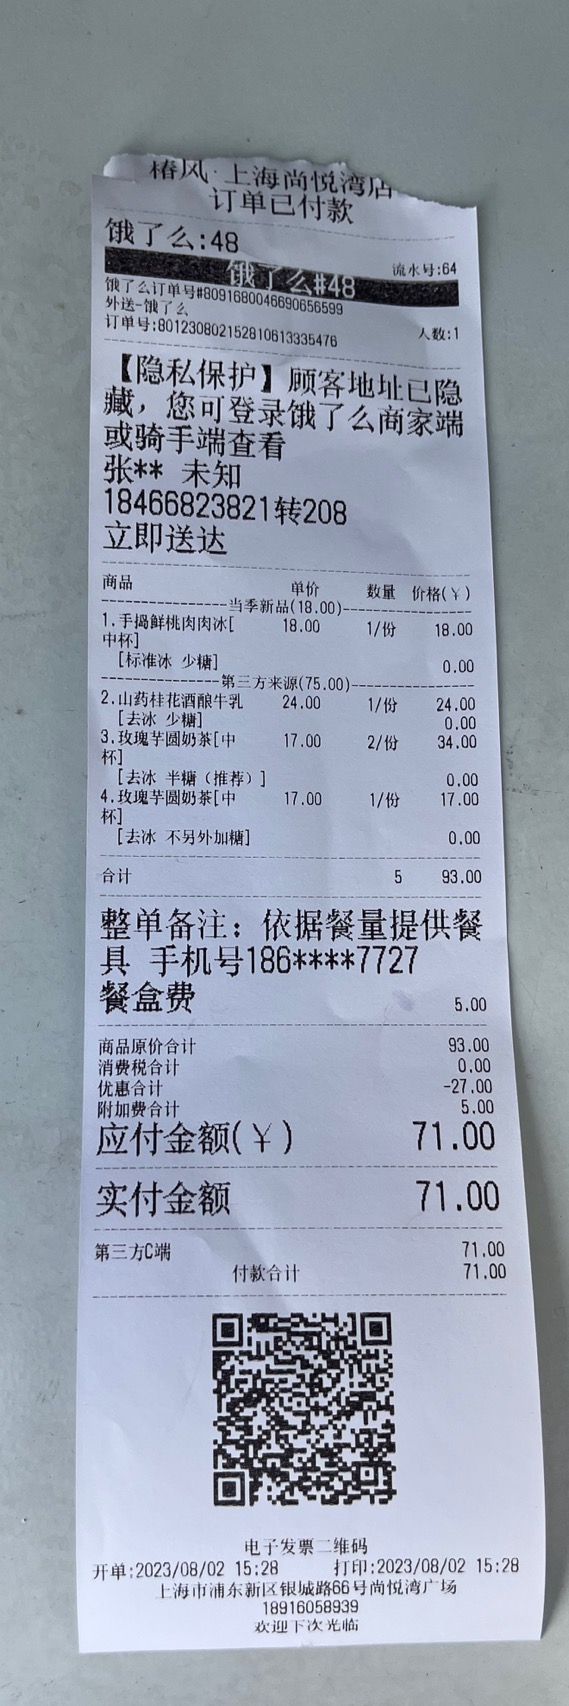 椿风·上海尚悦湾店
订单已付款
饿了么:48
流水号:64
饿了么#48
饿了么订单号#8091680046690656599
外送-饿了么
订单号:801230802152810613335476 人数:1
【隐私保护】顾客地址已隐
藏，您可登录饿了么商家端
或骑手端查看
张** 未知
18466823821转208
立即送达
商品 单价 数量 价格(￥)
当季新品(18.00)
1.手捣鲜桃肉肉冰[ 18.00 1/份 18.00
中杯]
[标准冰 少糖] 0.00
第三方来源(75.00)
2.山药桂花酒酿牛乳 24.00 1/份 24.00
[去冰 少糖] 0.00
3.玫瑰芋圆奶茶[中 17.00 2/份 34.00
杯]
[去冰 半糖（推荐）] 0.00
4.玫瑰芋圆奶茶[中 17.00 1/份 17.00
杯]
[去冰 不另外加糖] 0.00
合计 5 93.00
整单备注：依据餐量提供餐
具 手机号186****7727
餐盒费 5.00
商品原价合计 93.00
消费税合计 0.00
优惠合计 -27.00
附加费合计 5.00
应付金额(￥) 71.00
实付金额 71.00
第三方C端 71.00
付款合计 71.00
电子发票二维码
开单:2023/08/02 15:28 打印:2023/08/02 15:28
上海市浦东新区银城路66号尚悦湾广场
18916058939
欢迎下次光临